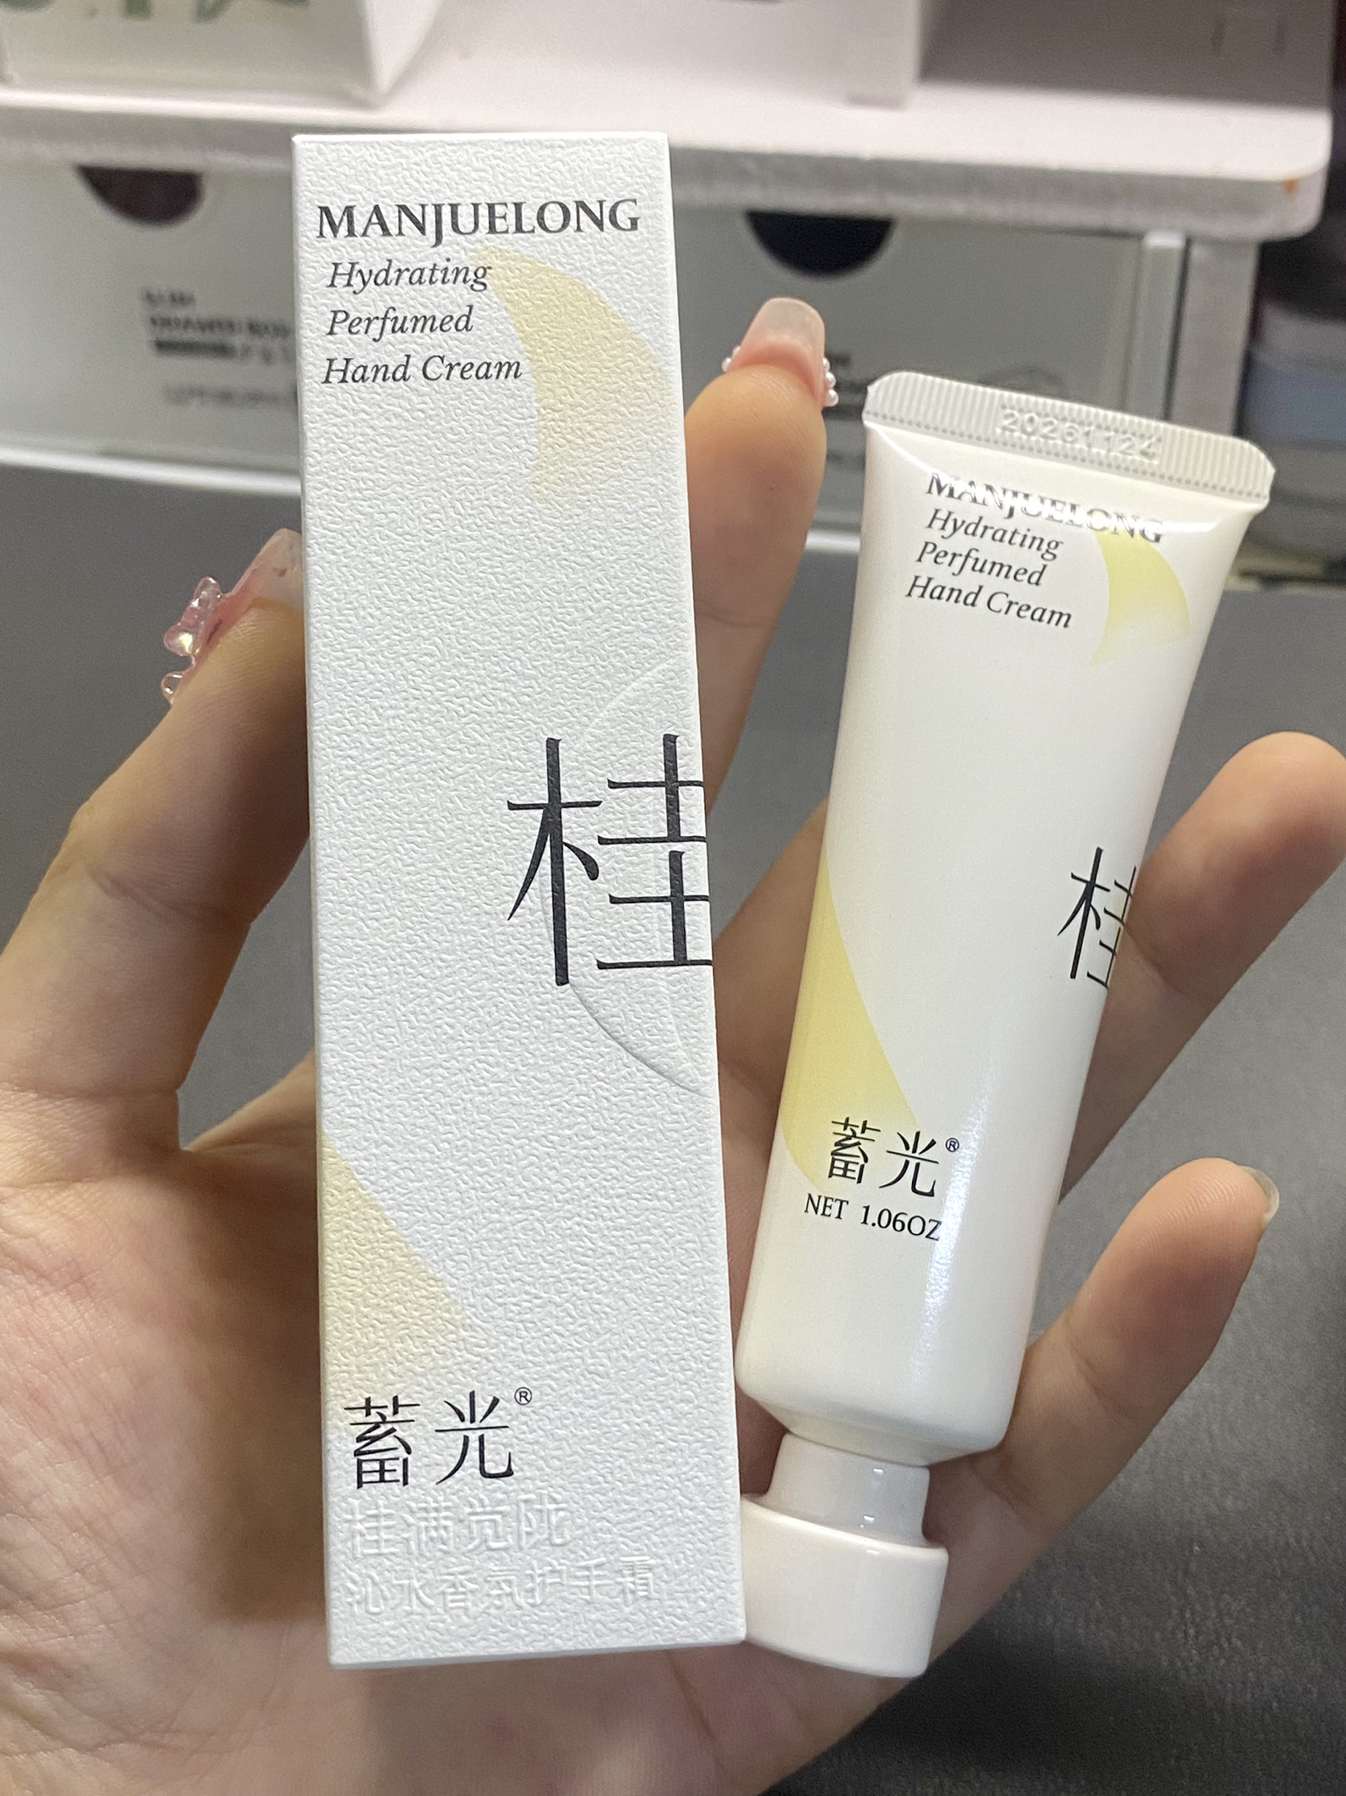 MANJUELONG
Hydrating
Perfumed
Hand Cream
桂
蓄光®
桂满觉陇
沁水香氛护手霜
20261124
MANJUELONG
Hydrating
Perfumed
Hand Cream
桂
蓄光®
NET 1.06OZ